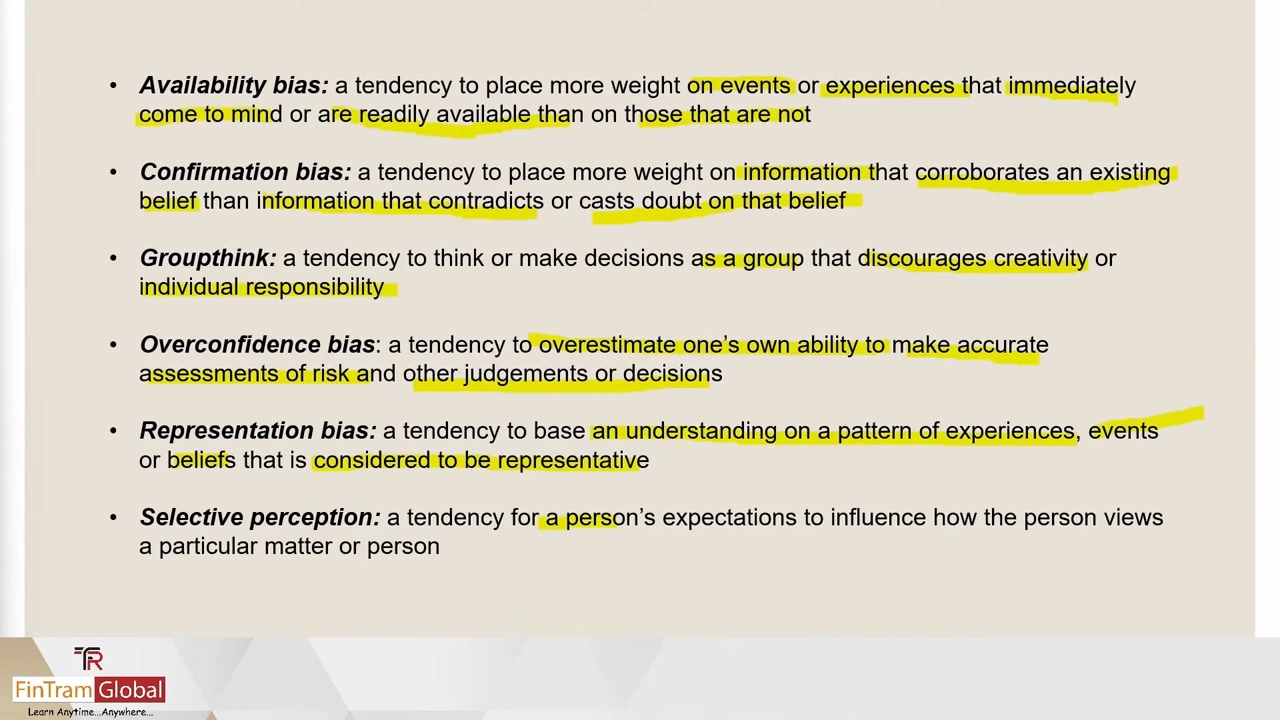 • Availability bias: a tendency to place more weight on events or experiences that immediately
come to mind or are readily available than on those that are not
• Confirmation bias: a tendency to place more weight on information that corroborates an existing
belief than information that contradicts or casts doubt on that belief
• Groupthink: a tendency to think or make decisions as a group that discourages creativity or
individual responsibility
• Overconfidence bias: a tendency to overestimate one's own ability to make accurate
assessments of risk and other judgements or decisions
• Representation bias: a tendency to base an understanding on a pattern of experiences, events
or beliefs that is considered to be representative
• Selective perception: a tendency for a person's expectations to influence how the person views
a particular matter or person
FinTram Global
Learn Anytime...Anywhere...